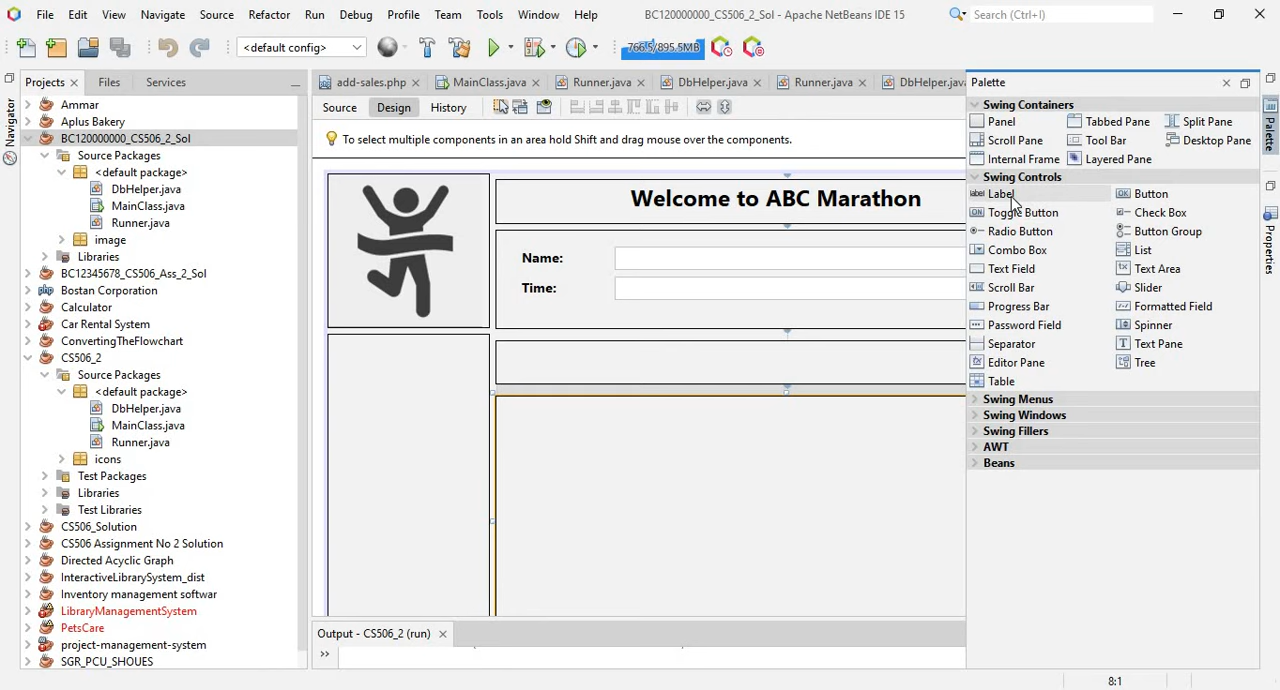 File Edit View Navigate Source Refactor Run Debug Profile Team Tools Window Help BC120000000_CS506_2_Sol - Apache NetBeans IDE 15 Search (Ctrl+I)
<default config> 766.5/895.5MB
Projects Files Services
add-sales.php MainClass.java Runner.java DbHelper.java Runner.java DbHelper.java
Source Design History
To select multiple components in an area hold Shift and drag mouse over the components.
Navigator
Ammar
Aplus Bakery
BC120000000_CS506_2_Sol
Source Packages
<default package>
DbHelper.java
MainClass.java
Runner.java
image
Libraries
BC12345678_CS506_Ass_2_Sol
Bostan Corporation
Calculator
Car Rental System
ConvertingTheFlowchart
CS506_2
Source Packages
<default package>
DbHelper.java
MainClass.java
Runner.java
icons
Test Packages
Libraries
Test Libraries
CS506_Solution
CS506 Assignment No 2 Solution
Directed Acyclic Graph
InteractiveLibrarySystem_dist
Inventory management softwar
LibraryManagementSystem
PetsCare
project-management-system
SGR_PCU_SHOUES
Welcome to ABC Marathon
Name:
Time:
Output - CS506_2 (run)
Palette
Swing Containers
Panel Tabbed Pane Split Pane
Scroll Pane Tool Bar Desktop Pane
Internal Frame Layered Pane
Swing Controls
label Label OK Button
ON Toggle Button Check Box
Radio Button Button Group
Combo Box List
Text Field Text Area
Scroll Bar Slider
Progress Bar Formatted Field
Password Field Spinner
Separator T Text Pane
Editor Pane Tree
Table
Swing Menus
Swing Windows
Swing Fillers
AWT
Beans
Palette
Properties
8:1